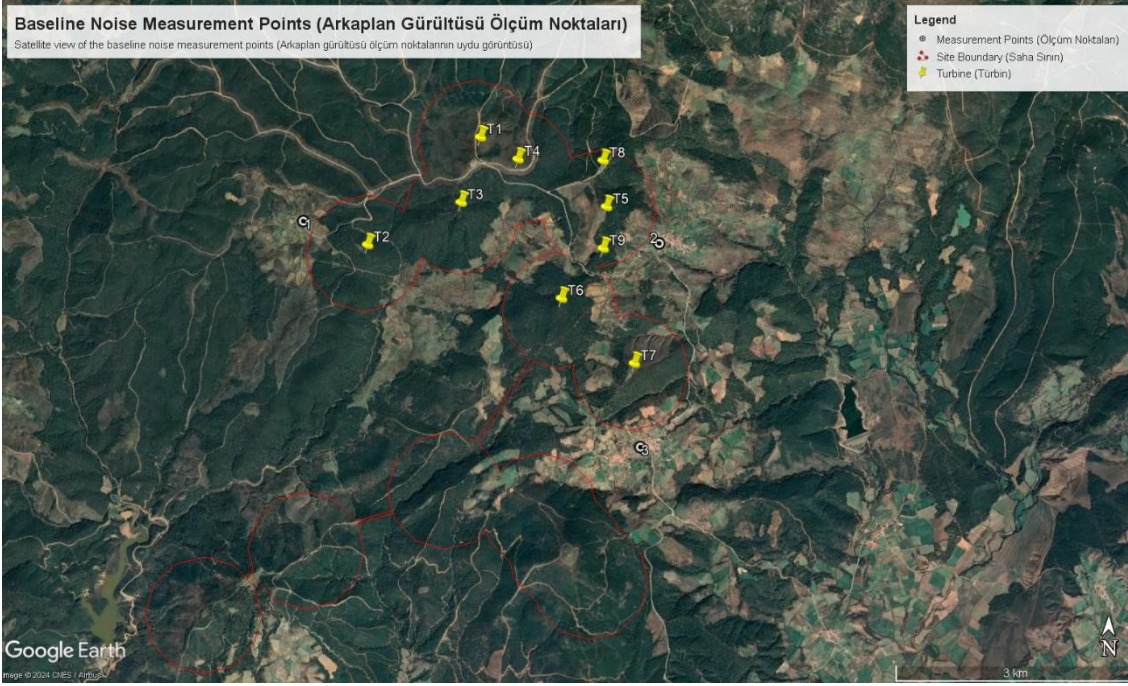 Baseline Noise Measurement Points (Arkaplan Gürültüsü Ölçüm Noktaları)
Satellite view of the baseline noise measurement points (Arkaplan gürültüsü ölçüm noktalarının uydu görüntüsü)
Legend
Measurement Points (Ölçüm Noktaları)
Site Boundary (Saha Sınırı)
Turbine (Türbin)
T1
T4
T8
T3
T5
1
T2
2
T9
T6
T7
3
Google Earth
Image © 2024 CNES / Airbus
N
3 km